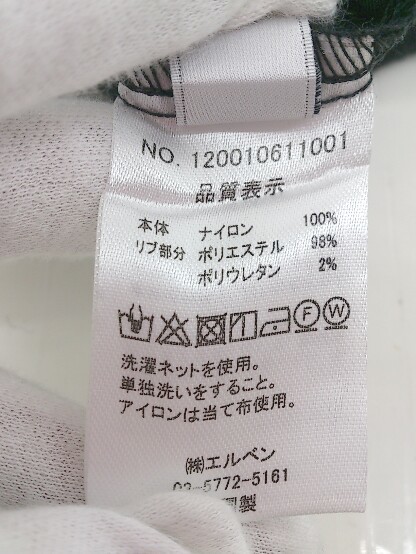 NO. 120010611001
品質表示
本体 ナイロン 100%
リブ部分 ポリエステル 98%
ポリウレタン 2%
F W
洗濯ネットを使用。
単独洗いをすること。
アイロンは当て布使用。
㈱エルペン
03-5772-5161
製